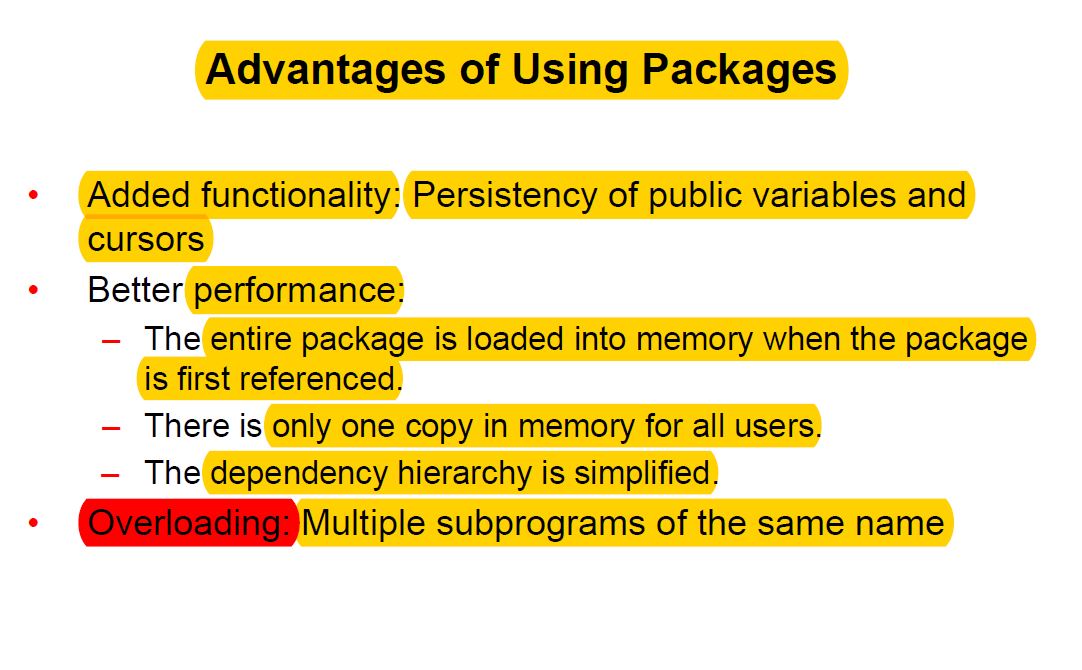 Advantages of Using Packages
• Added functionality: Persistency of public variables and
cursors
• Better performance:
– The entire package is loaded into memory when the package
is first referenced.
– There is only one copy in memory for all users.
– The dependency hierarchy is simplified.
• Overloading: Multiple subprograms of the same name